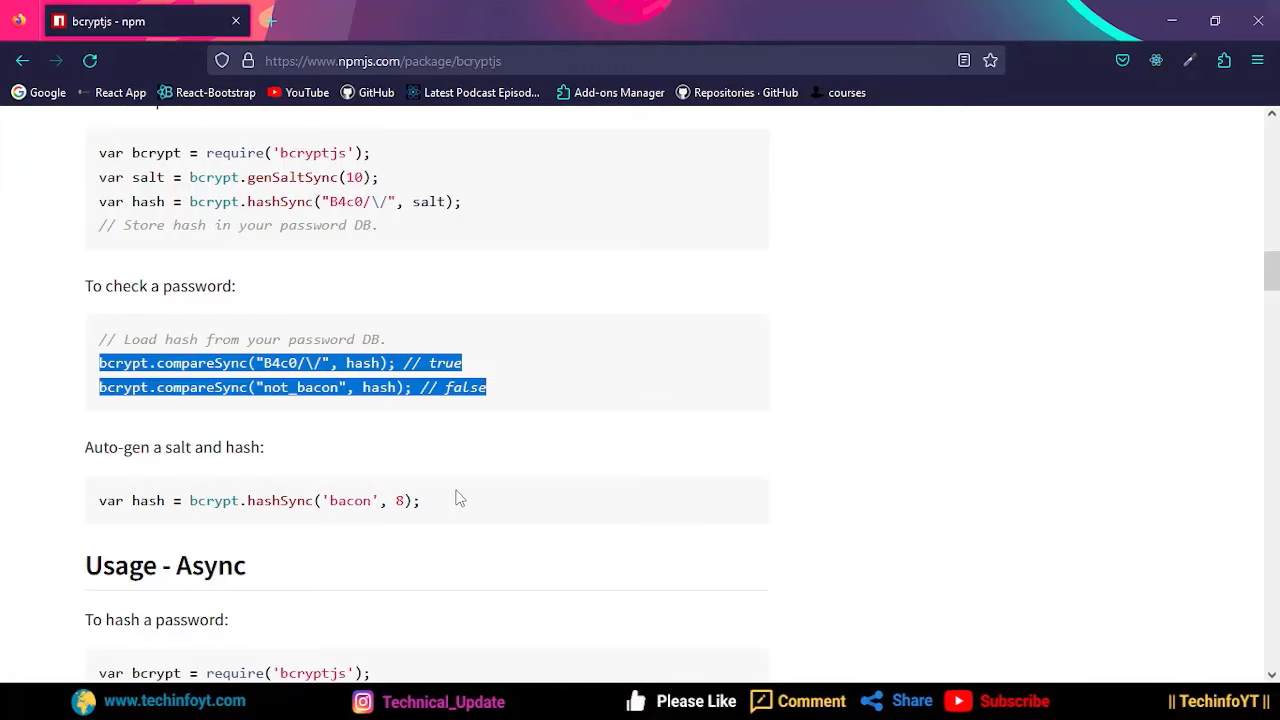 bcryptjs - npm
https://www.npmjs.com/package/bcryptjs
Google
React App
React-Bootstrap
YouTube
GitHub
Latest Podcast Episod...
Add-ons Manager
Repositories · GitHub
courses
var bcrypt = require('bcryptjs');
var salt = bcrypt.genSaltSync(10);
var hash = bcrypt.hashSync("B4c0/\/", salt);
// Store hash in your password DB.
To check a password:
// Load hash from your password DB.
bcrypt.compareSync("B4c0/\/", hash); // true
bcrypt.compareSync("not_bacon", hash); // false
Auto-gen a salt and hash:
var hash = bcrypt.hashSync('bacon', 8);
Usage - Async
To hash a password:
var bcrypt = require('bcryptjs');
www.techinfoyt.com
Technical_Update
Please Like
Comment
Share
Subscribe
|| TechinfoYT ||